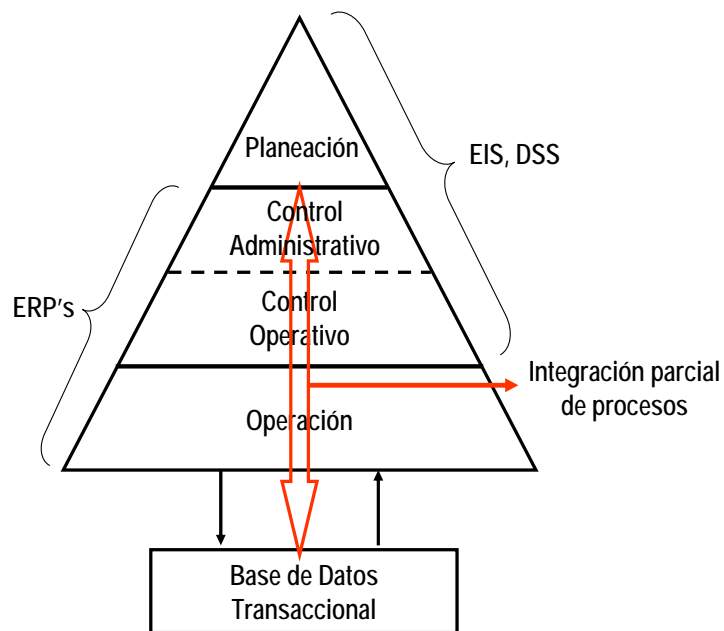 Planeación
EIS, DSS
Control
Administrativo
ERP's
Control
Operativo
Integración parcial
de procesos
Operación
Base de Datos
Transaccional